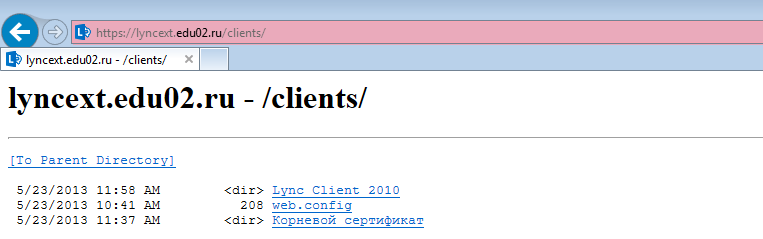 https://lyncext.edu02.ru/clients/
lyncext.edu02.ru - /clients/
lyncext.edu02.ru - /clients/
[To Parent Directory]
5/23/2013 11:58 AM <dir> Lync Client 2010
5/23/2013 10:41 AM 208 web.config
5/23/2013 11:37 AM <dir> Корневой сертификат